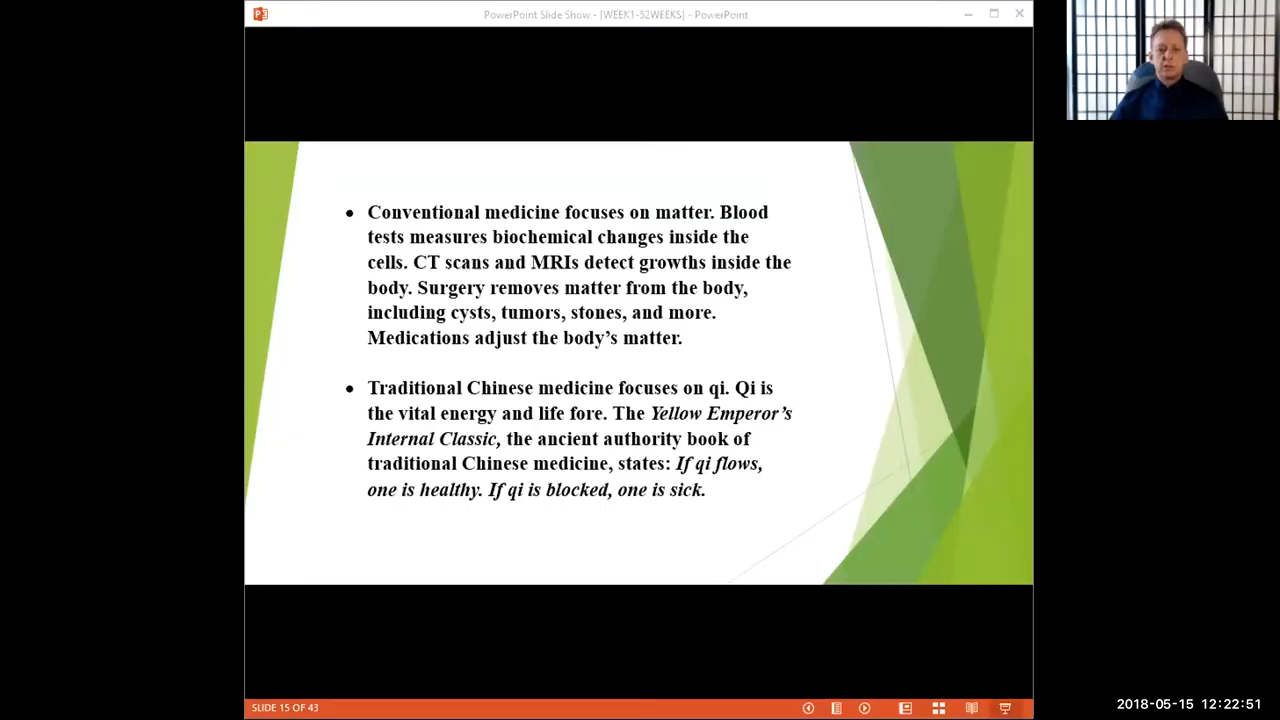 PowerPoint Slide Show - [WEEK1-52WEEKS] - PowerPoint
• Conventional medicine focuses on matter. Blood
tests measures biochemical changes inside the
cells. CT scans and MRIs detect growths inside the
body. Surgery removes matter from the body,
including cysts, tumors, stones, and more.
Medications adjust the body’s matter.
• Traditional Chinese medicine focuses on qi. Qi is
the vital energy and life fore. The Yellow Emperor’s
Internal Classic, the ancient authority book of
traditional Chinese medicine, states: If qi flows,
one is healthy. If qi is blocked, one is sick.
SLIDE 15 OF 43
2018-05-15 12:22:51